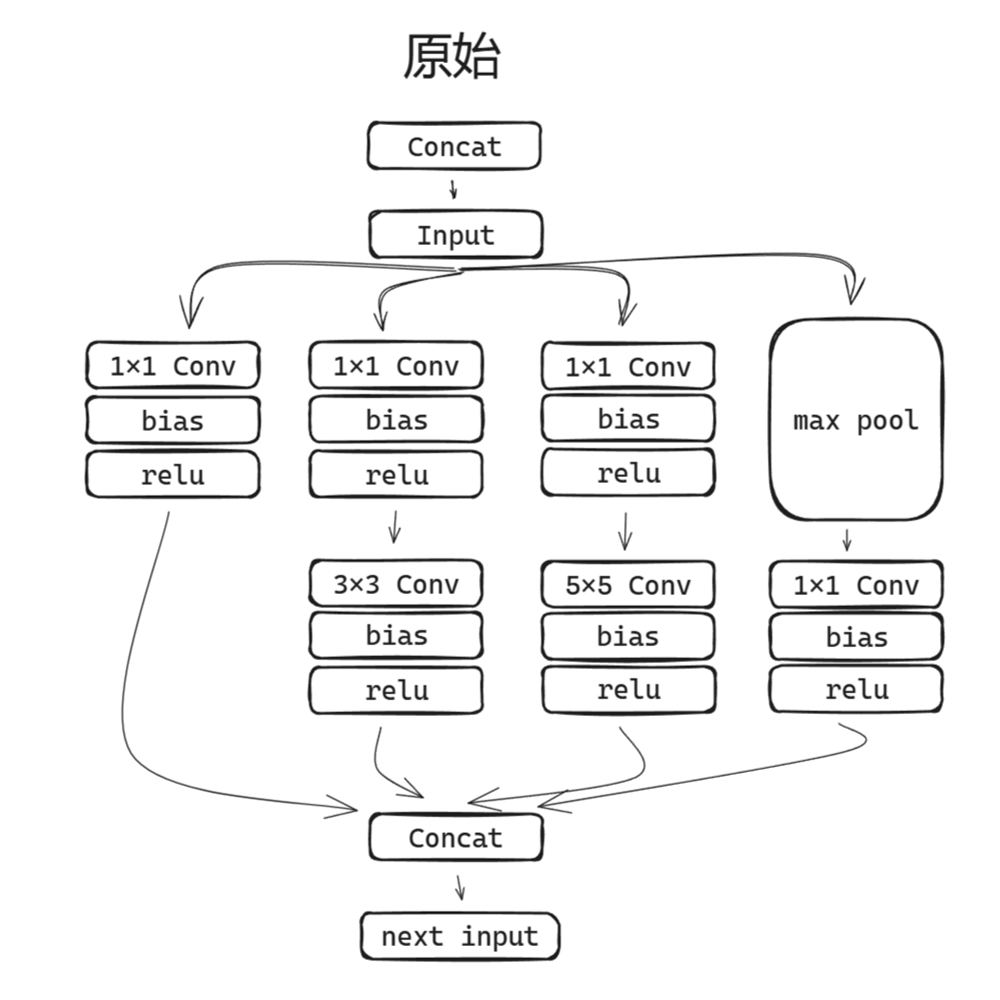 原始
Concat
Input
1×1 Conv
bias
relu
1×1 Conv
bias
relu
3×3 Conv
bias
relu
1×1 Conv
bias
relu
5×5 Conv
bias
relu
max pool
1×1 Conv
bias
relu
Concat
next input